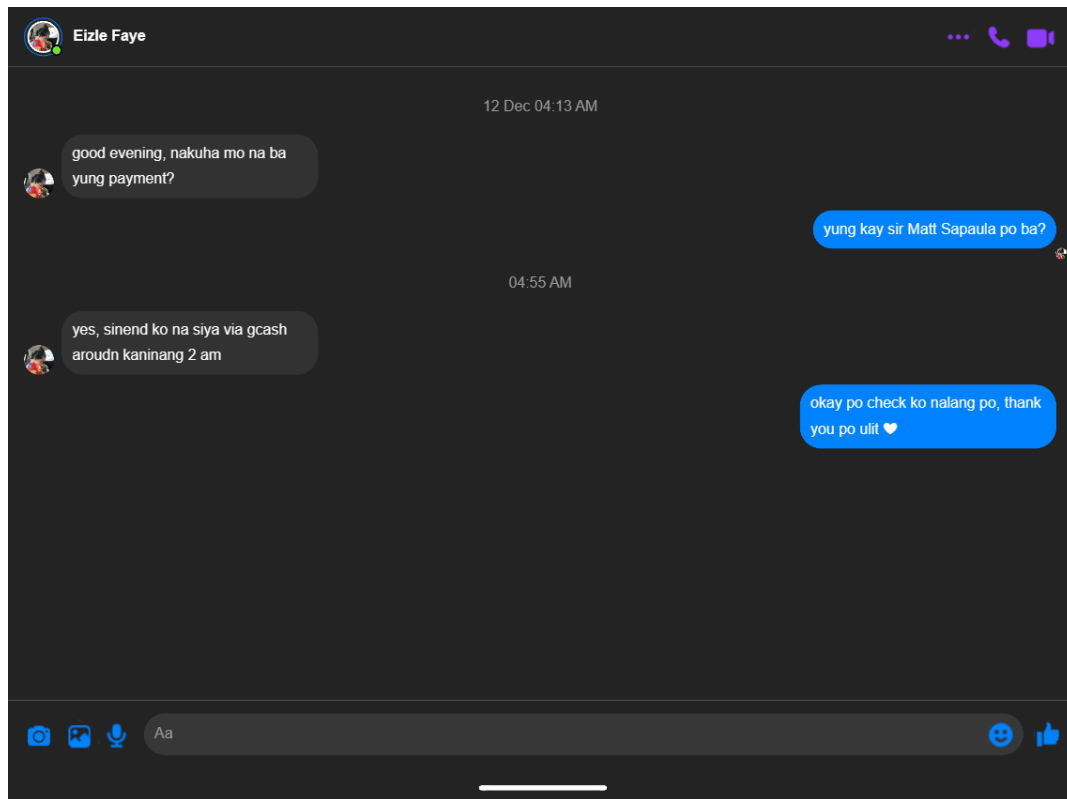 Eizle Faye
12 Dec 04:13 AM
good evening, nakuha mo na ba
yung payment?
yung kay sir Matt Sapaula po ba?
04:55 AM
yes, sinend ko na siya via gcash
aroudn kaninang 2 am
okay po check ko nalang po, thank
you po ulit 🤍
Aa